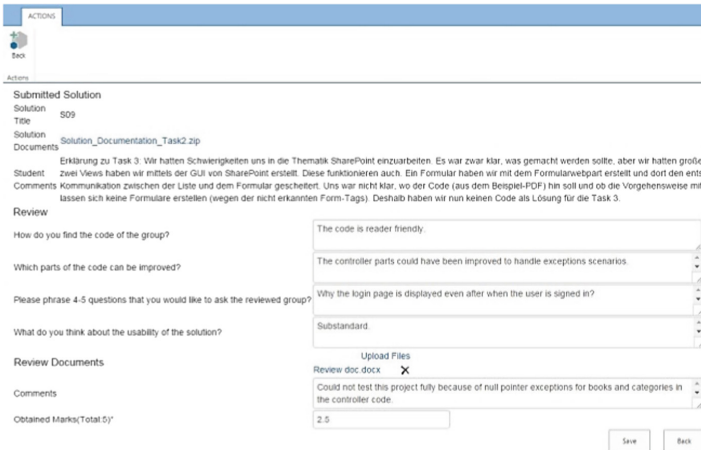 ACTIONS
Back
Actions
Submitted Solution
Solution
Title
S09
Solution
Documents
Solution_Documentation_Task2.zip
Student
Comments
Erklärung zu Task 3: Wir hatten Schwierigkeiten uns in die Thematik SharePoint einzuarbeiten. Es war zwar klar, was gemacht werden sollte, aber wir hatten große
zwei Views haben wir mittels der GUI von SharePoint erstellt. Diese funktionieren auch. Ein Formular haben wir mit dem Formularwebpart erstellt und dort den ents
Kommunikation zwischen der Liste und dem Formular gescheitert. Uns war nicht klar, wo der Code (aus dem Beispiel-PDF) hin soll und ob die Vorgehensweise mit
lassen sich keine Formulare erstellen (wegen der nicht erkannten Form-Tags). Deshalb haben wir nun keinen Code als Lösung für die Task 3.
Review
How do you find the code of the group?
The code is reader friendly.
Which parts of the code can be improved?
The controller parts could have been improved to handle exceptions scenarios.
Please phrase 4-5 questions that you would like to ask the reviewed group?
Why the login page is displayed even after when the user is signed in?
What do you think about the usability of the solution?
Substandard.
Review Documents
Upload Files
Review doc.docx
Comments
Could not test this project fully because of null pointer exceptions for books and categories in
the controller code.
Obtained Marks(Total:5)*
2.5
Save
Back